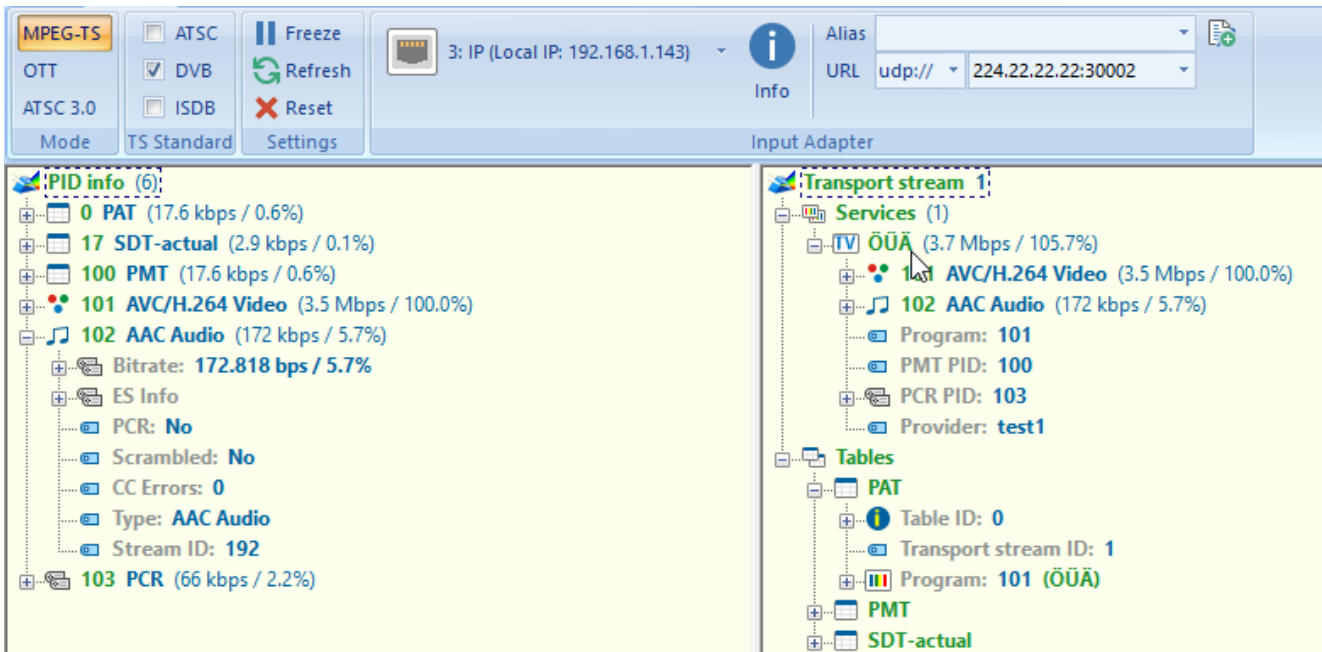 MPEG-TS
OTT
ATSC 3.0
Mode
ATSC
DVB
ISDB
TS Standard
Freeze
Refresh
Reset
Settings
3: IP (Local IP: 192.168.1.143)
Info
Alias
URL udp:// 224.22.22.22:30002
Input Adapter
PID info (6)
0 PAT (17.6 kbps / 0.6%)
17 SDT-actual (2.9 kbps / 0.1%)
100 PMT (17.6 kbps / 0.6%)
101 AVC/H.264 Video (3.5 Mbps / 100.0%)
102 AAC Audio (172 kbps / 5.7%)
Bitrate: 172.818 bps / 5.7%
ES Info
PCR: No
Scrambled: No
CC Errors: 0
Type: AAC Audio
Stream ID: 192
103 PCR (66 kbps / 2.2%)
Transport stream 1
Services (1)
TV ÖÜÄ (3.7 Mbps / 105.7%)
101 AVC/H.264 Video (3.5 Mbps / 100.0%)
102 AAC Audio (172 kbps / 5.7%)
Program: 101
PMT PID: 100
PCR PID: 103
Provider: test1
Tables
PAT
Table ID: 0
Transport stream ID: 1
Program: 101 (ÖÜÄ)
PMT
SDT-actual